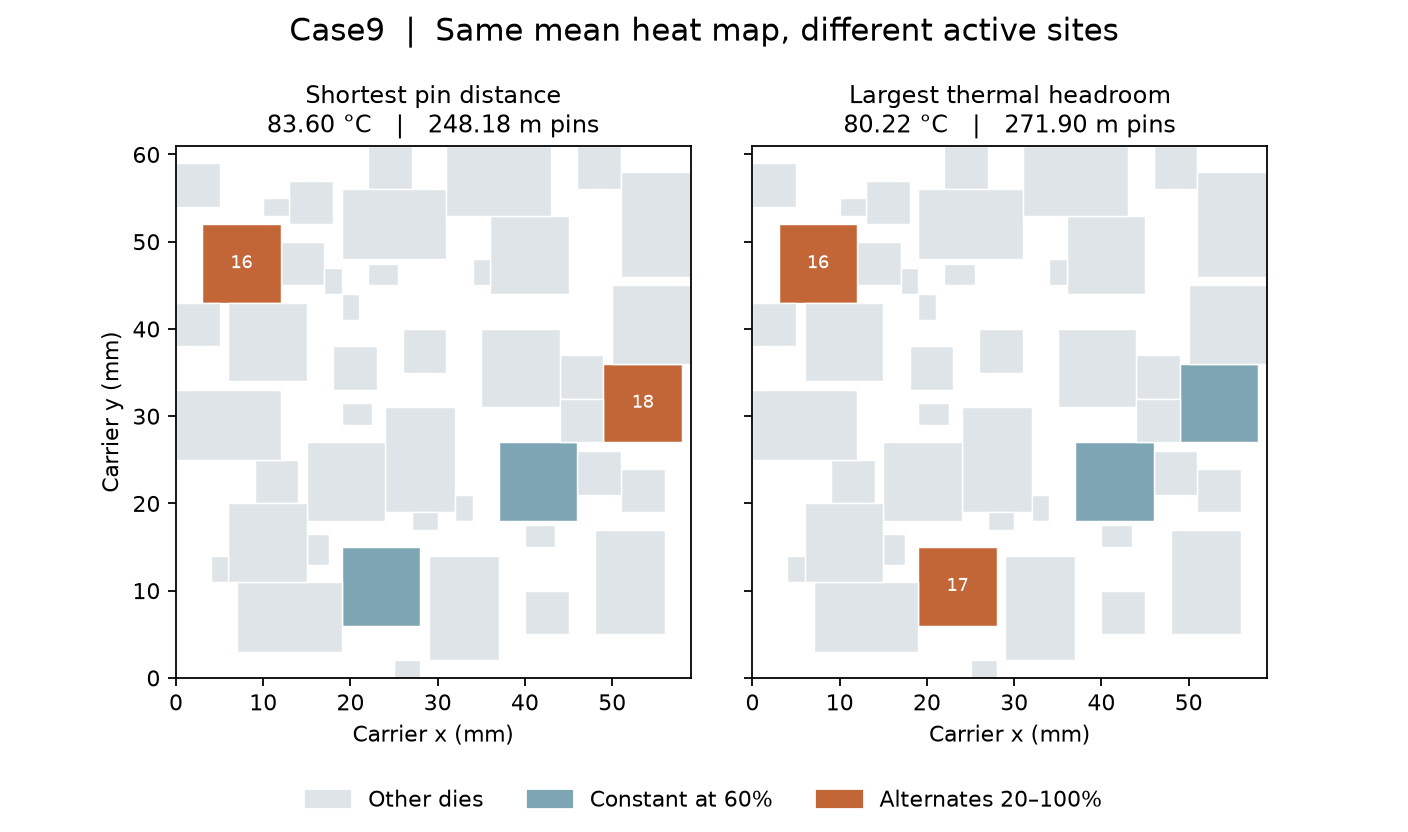 Case9 | Same mean heat map, different active sites
Shortest pin distance
83.60 °C | 248.18 m pins
Largest thermal headroom
80.22 °C | 271.90 m pins
60
50
40
30
20
10
0
Carrier y (mm)
16
18
16
17
0 10 20 30 40 50
0 10 20 30 40 50
Carrier x (mm)
Carrier x (mm)
Other dies
Constant at 60%
Alternates 20–100%